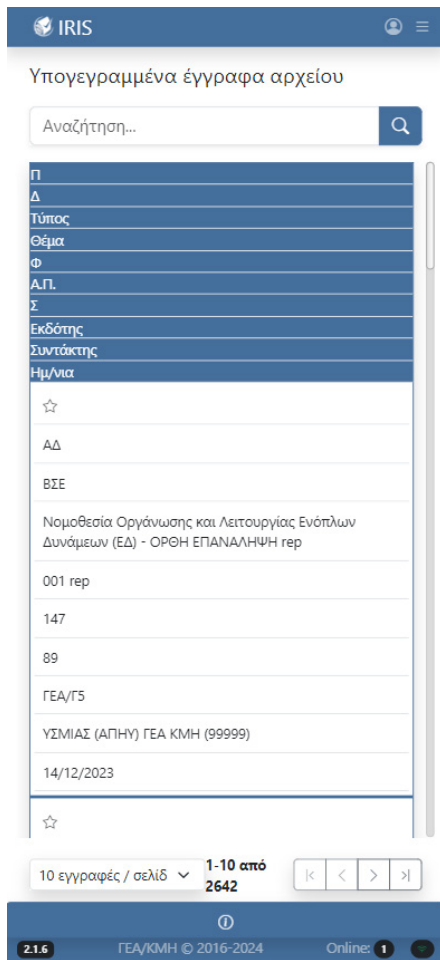 IRIS
Υπογεγραμμένα έγγραφα αρχείου
Αναζήτηση...
Π
Δ
Τύπος
Θέμα
Φ
Α.Π.
Σ
Εκδότης
Συντάκτης
Ημ/νια
ΑΔ
ΒΣΕ
Νομοθεσία Οργάνωσης και Λειτουργίας Ενόπλων
Δυνάμεων (ΕΔ) - ΟΡΘΗ ΕΠΑΝΑΛΗΨΗ rep
001 rep
147
89
ΓΕΑ/Γ5
ΥΣΜΙΑΣ (ΑΠΗΥ) ΓΕΑ ΚΜΗ (99999)
14/12/2023
10 εγγραφές / σελίδ
1-10 από
2642
2.1.6
ΓΕΑ/ΚΜΗ © 2016-2024
Online: 1